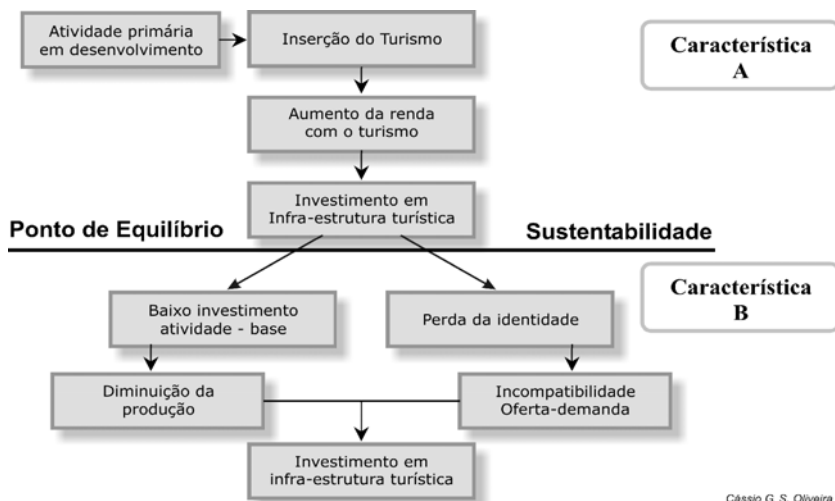 Atividade primária
em desenvolvimento
Inserção do Turismo
Característica
A
Aumento da renda
com o turismo
Investimento em
Infra-estrutura turística
Ponto de Equilíbrio
Sustentabilidade
Característica
B
Baixo investimento
atividade - base
Perda da identidade
Diminuição da
produção
Incompatibilidade
Oferta-demanda
Investimento em
infra-estrutura turística
Cássio G. S. Oliveira